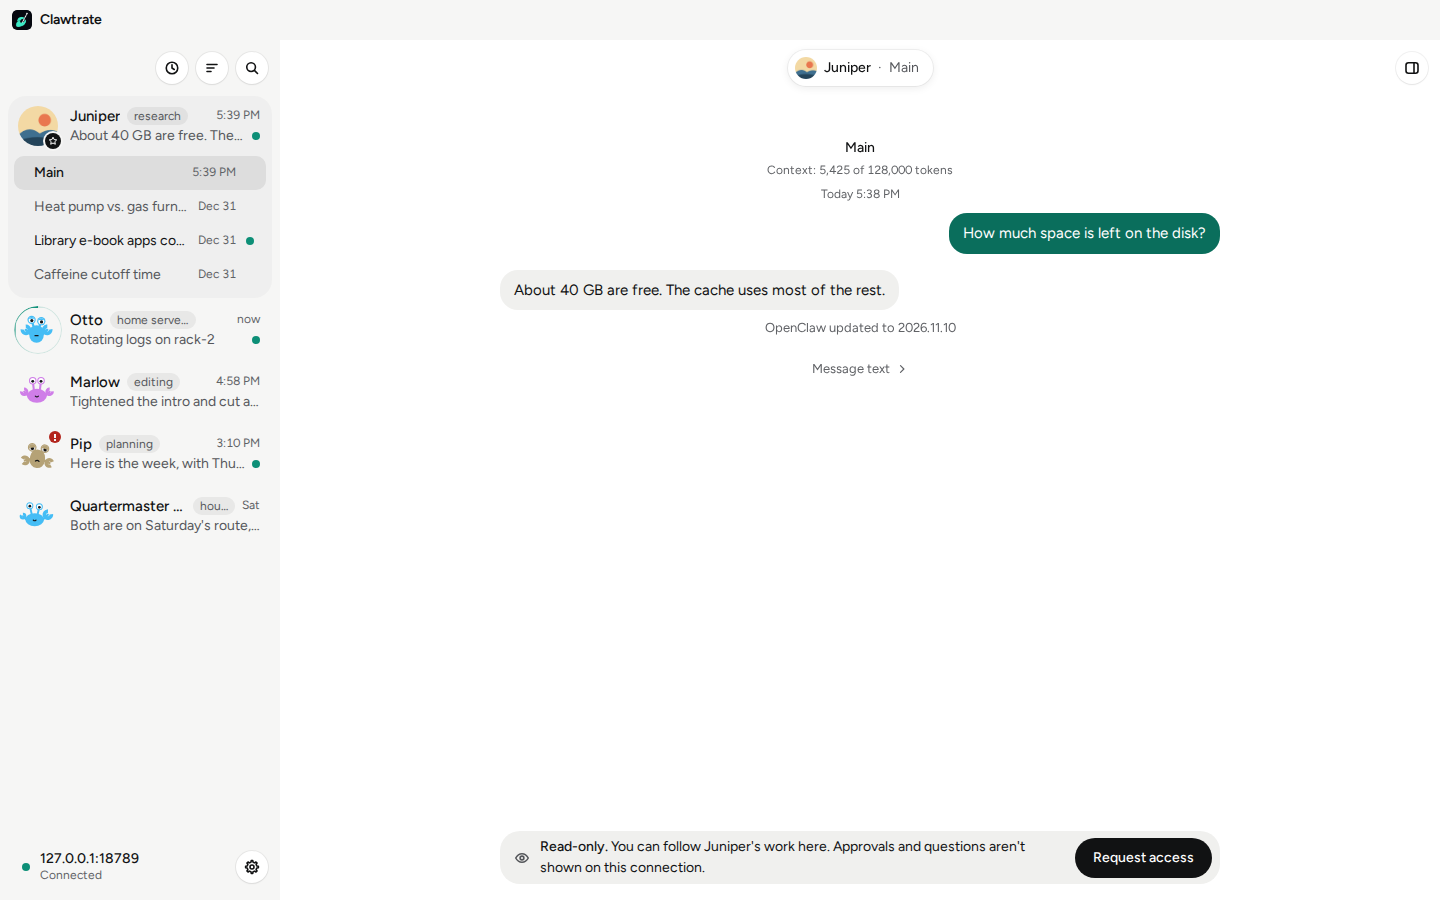 Clawtrate
Juniper research 5:39 PM
About 40 GB are free. The...
Main 5:39 PM
Heat pump vs. gas furn... Dec 31
Library e-book apps co... Dec 31
Caffeine cutoff time Dec 31
Otto home serve... now
Rotating logs on rack-2
Marlow editing 4:58 PM
Tightened the intro and cut a...
Pip planning 3:10 PM
Here is the week, with Thu...
Quartermaster ... hou... Sat
Both are on Saturday's route,...
127.0.0.1:18789
Connected
Juniper · Main
Main
Context: 5,425 of 128,000 tokens
Today 5:38 PM
How much space is left on the disk?
About 40 GB are free. The cache uses most of the rest.
OpenClaw updated to 2026.11.10
Message text
Read-only. You can follow Juniper's work here. Approvals and questions aren't
shown on this connection.
Request access